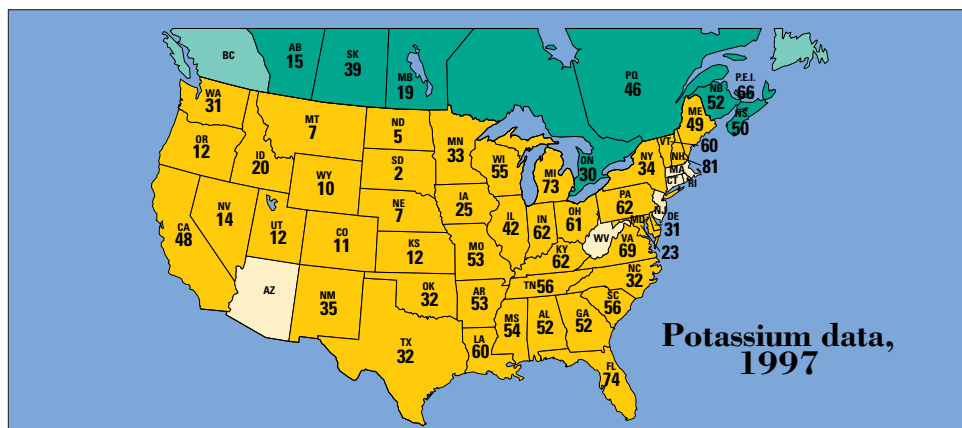 BC
AB
15
SK
39
MB
19
PQ
46
P.E.I.
66
NB
52
NS
50
ON
30
WA
31
MT
7
ND
5
MN
33
ME
49
60
81
VT
NH
MA
CT
RI
OR
12
ID
20
WY
10
SD
2
WI
55
MI
73
NY
34
PA
62
NJ
DE
31
MD
23
NV
14
UT
12
CO
11
NE
7
IA
25
IL
42
IN
62
OH
61
WV
VA
69
CA
48
KS
12
MO
53
KY
62
NC
32
AZ
NM
35
OK
32
AR
53
TN 56
SC
56
MS
54
AL
52
GA
52
TX
32
LA
60
FL
74
Potassium data,
1997